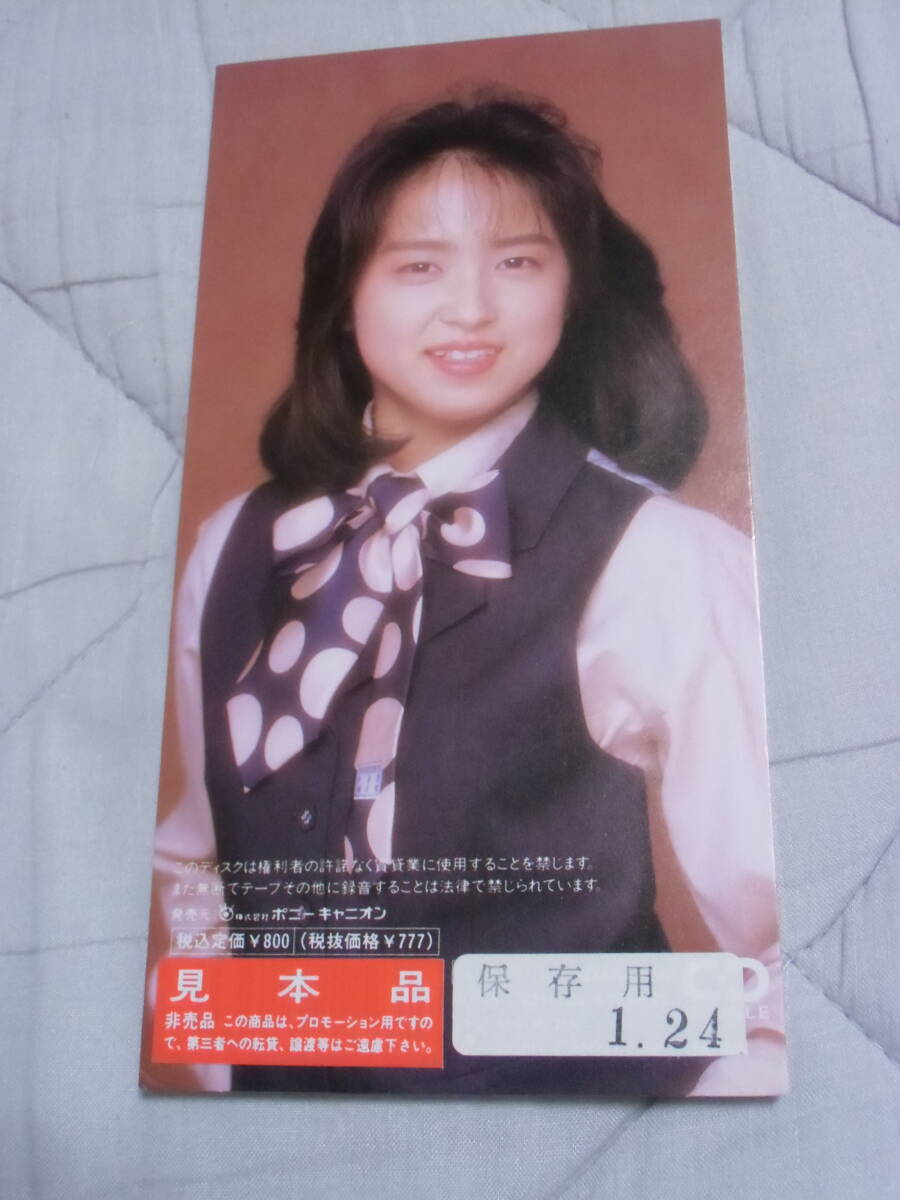 このディスクは権利者の許諾なく賃貸業に使用することを禁じます。
また無断でテープその他に録音することは法律で禁じられています。
発売元:株式会社ポニーキャニオン
税込定価¥800(税抜価格¥777)
見本品
非売品 この商品は、プロモーション用ですの
で、第三者への転貸、譲渡等はご遠慮下さい。
保存用
1.24